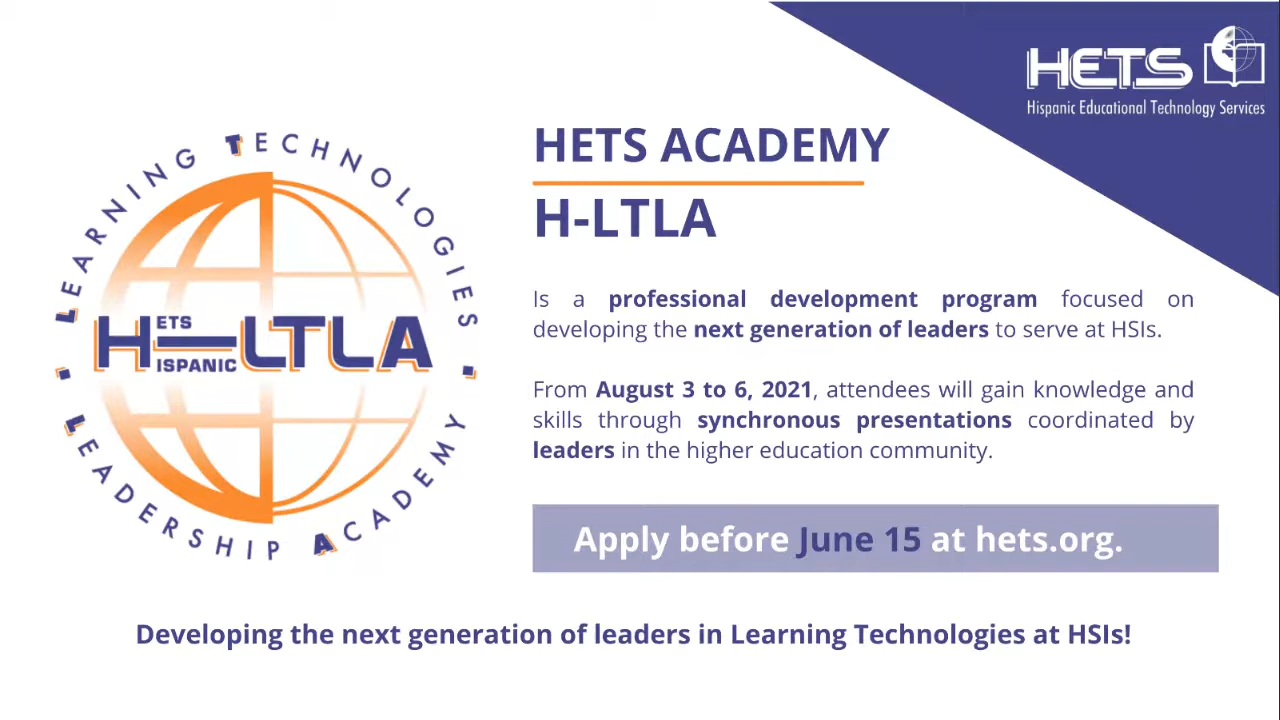 HETS
Hispanic Educational Technology Services
LEARNING TECHNOLOGIES
H ETS ISPANIC LTLA
LEADERSHIP ACADEMY
HETS ACADEMY
H-LTLA
Is a professional development program focused on
developing the next generation of leaders to serve at HSIs.
From August 3 to 6, 2021, attendees will gain knowledge and
skills through synchronous presentations coordinated by
leaders in the higher education community.
Apply before June 15 at hets.org.
Developing the next generation of leaders in Learning Technologies at HSIs!